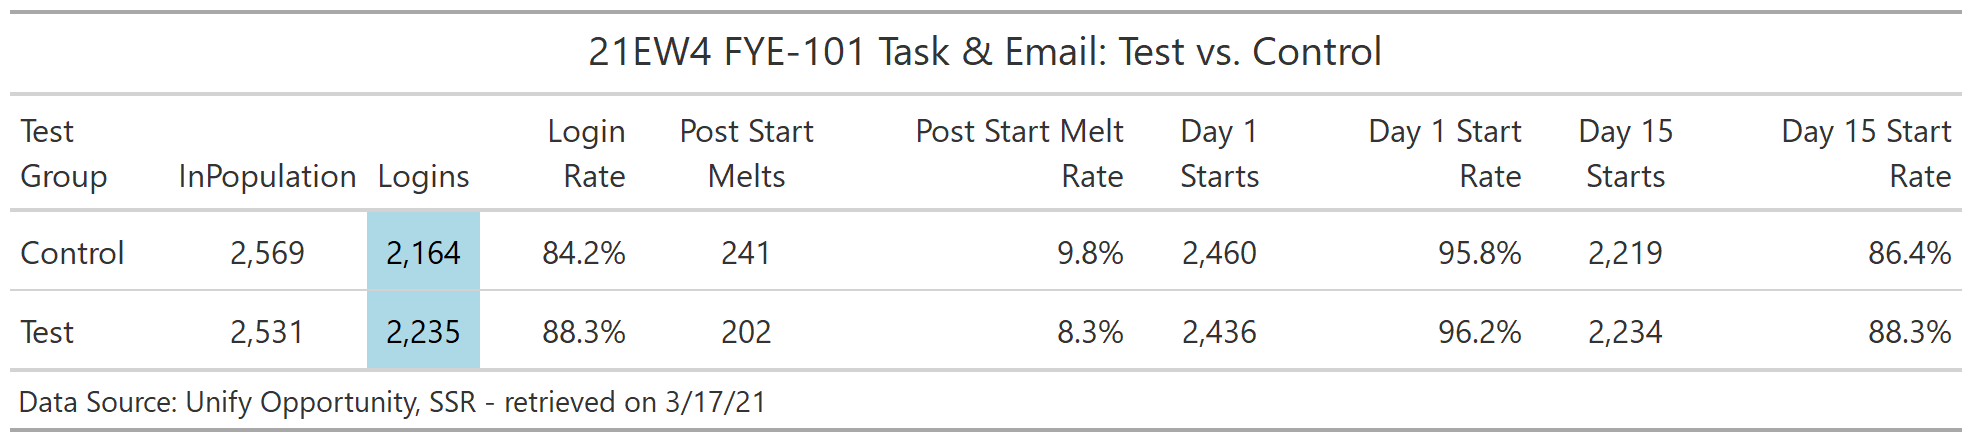 21EW4 FYE-101 Task & Email: Test vs. Control
Test Login Post Start Post Start Melt Day 1 Day 1 Start Day 15 Day 15 Start
Group InPopulation Logins Rate Melts Rate Starts Rate Starts Rate
Control 2,569 2,164 84.2% 241 9.8% 2,460 95.8% 2,219 86.4%
Test 2,531 2,235 88.3% 202 8.3% 2,436 96.2% 2,234 88.3%
Data Source: Unify Opportunity, SSR - retrieved on 3/17/21